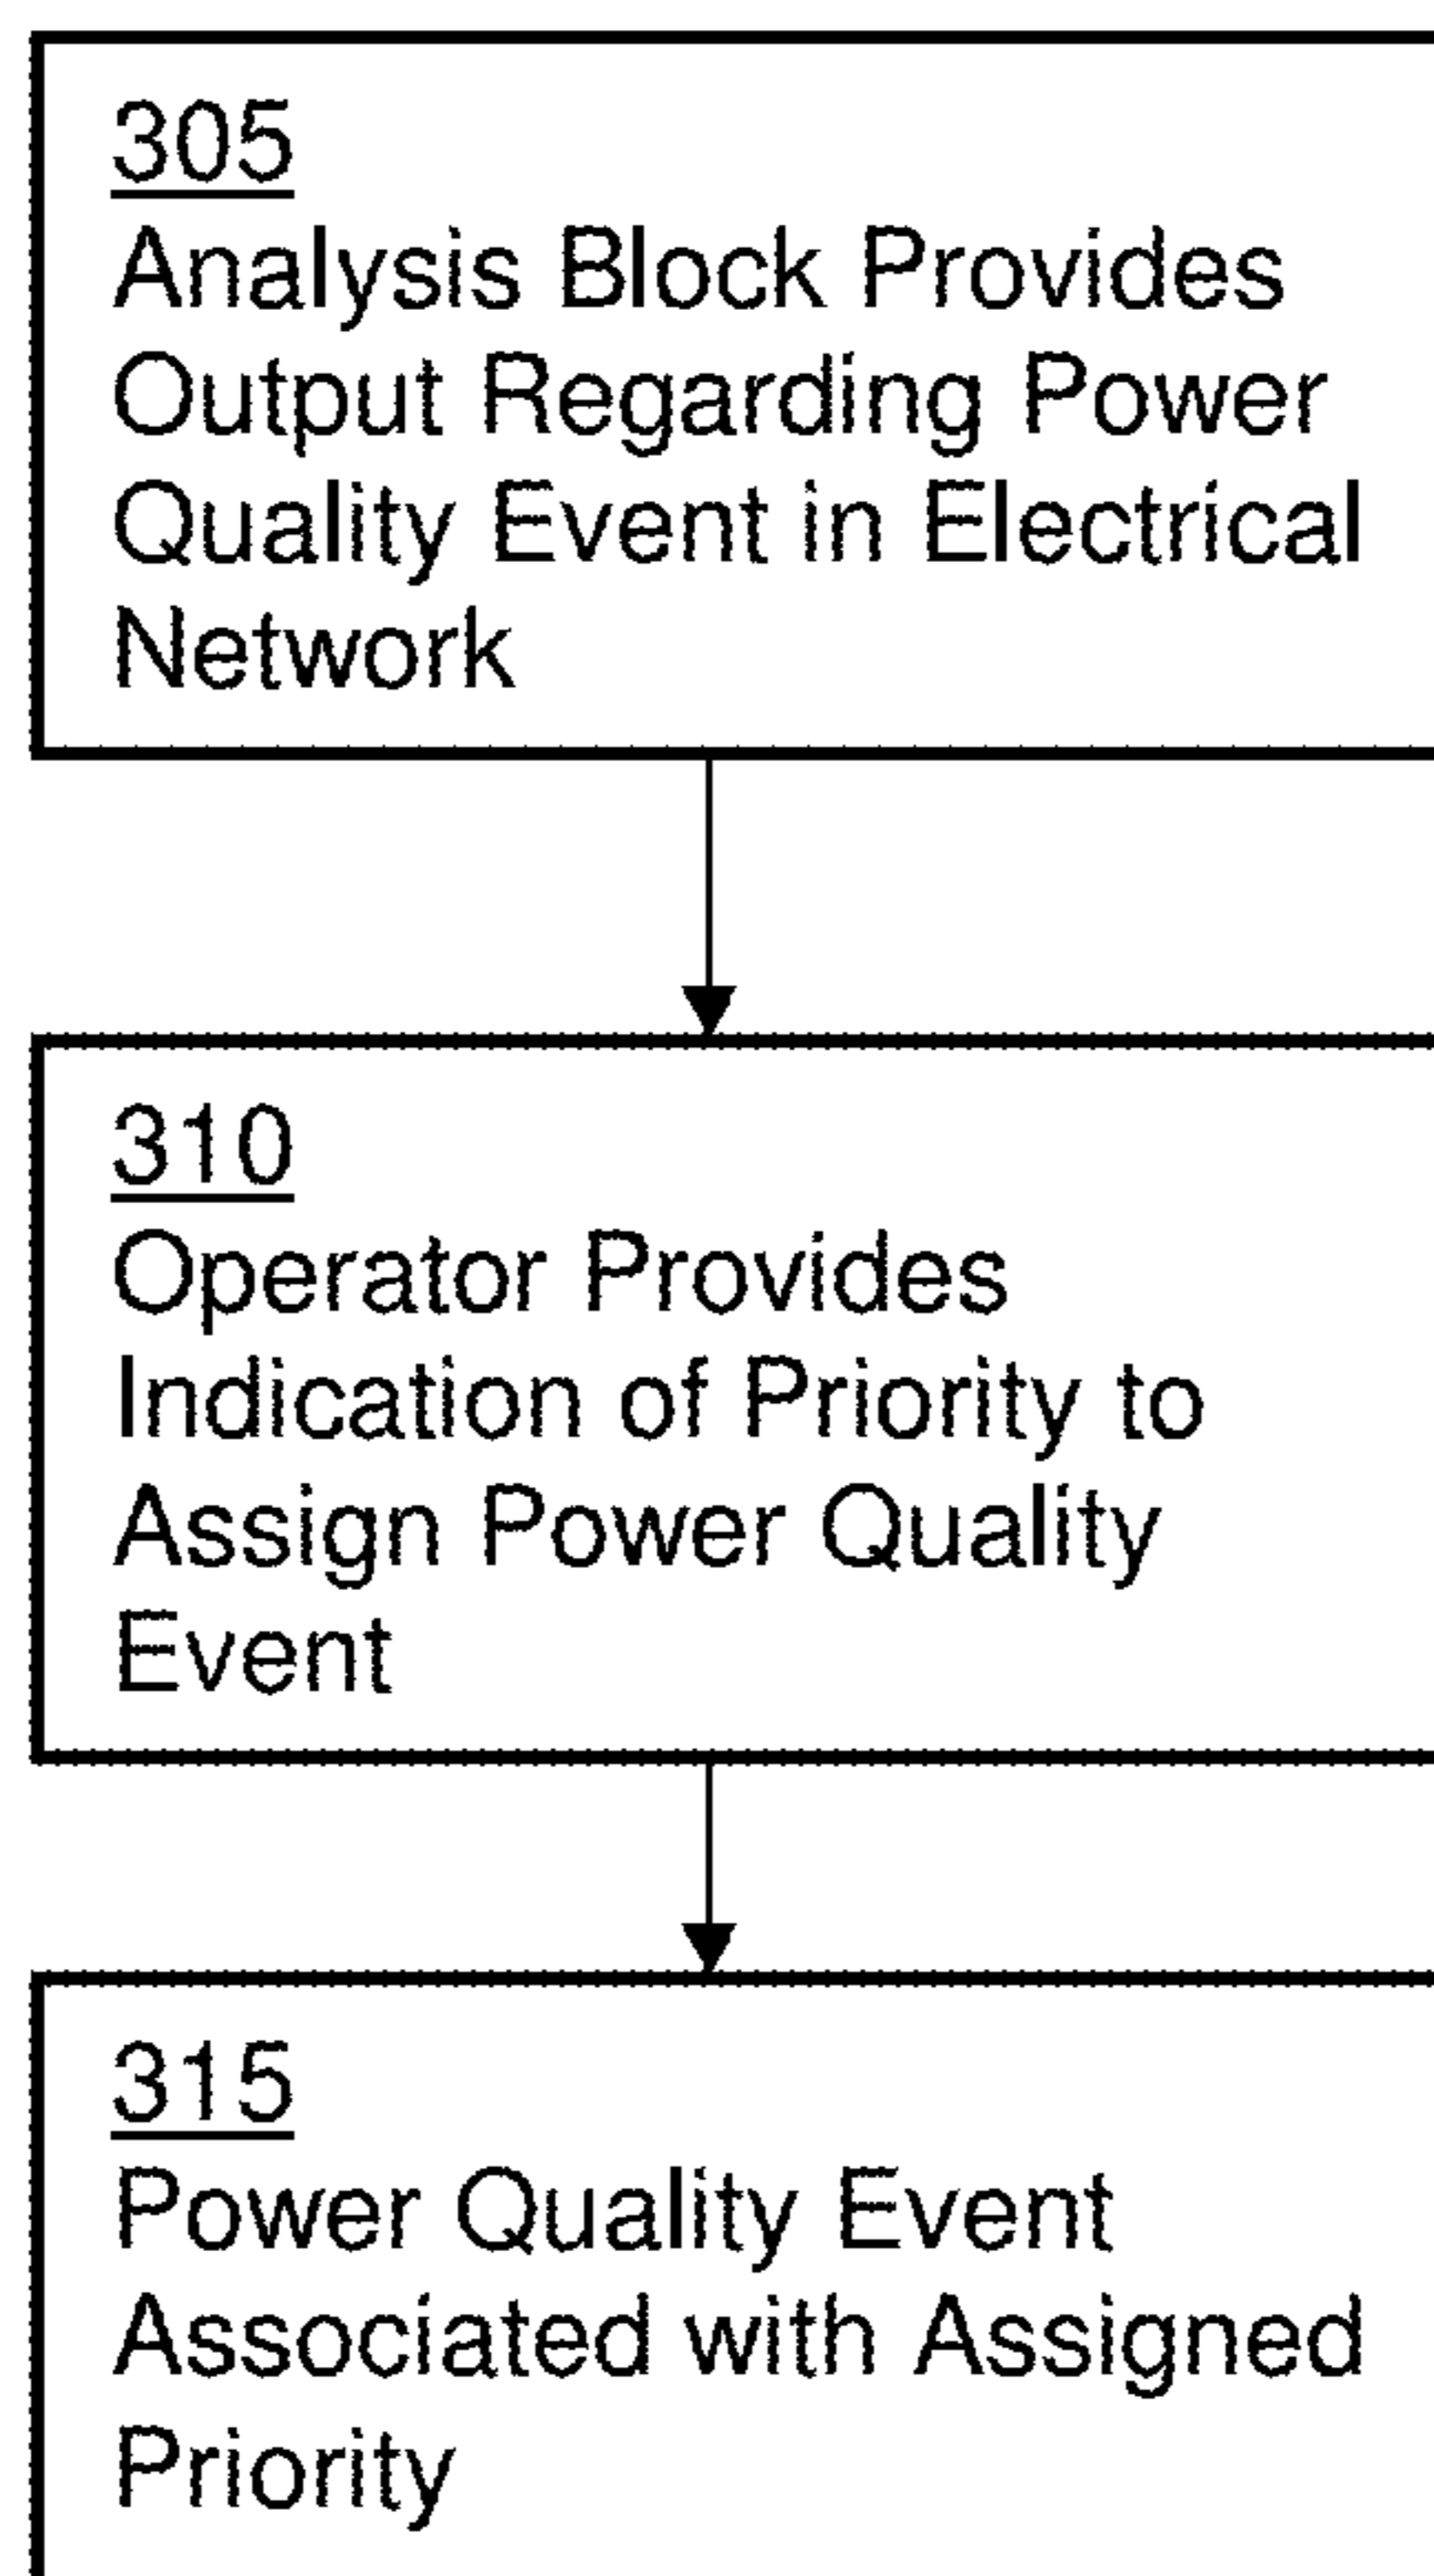 305
Analysis Block Provides
Output Regarding Power
Quality Event in Electrical
Network
310
Operator Provides
Indication of Priority to
Assign Power Quality
Event
315
Power Quality Event
Associated with Assigned
Priority